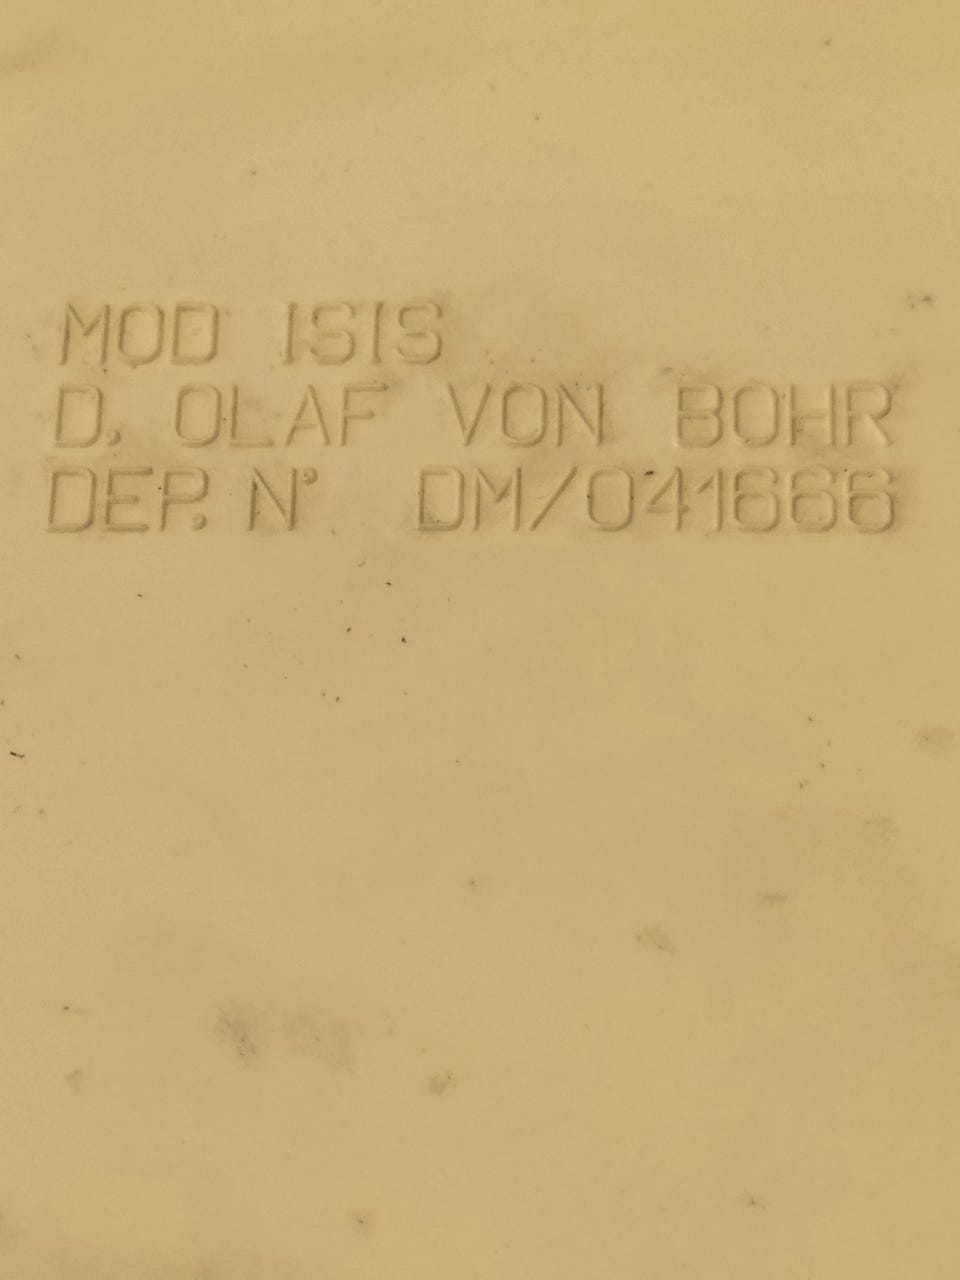 MOD ISIS
D. OLAF VON BOHR
DEP. N° DM/041666